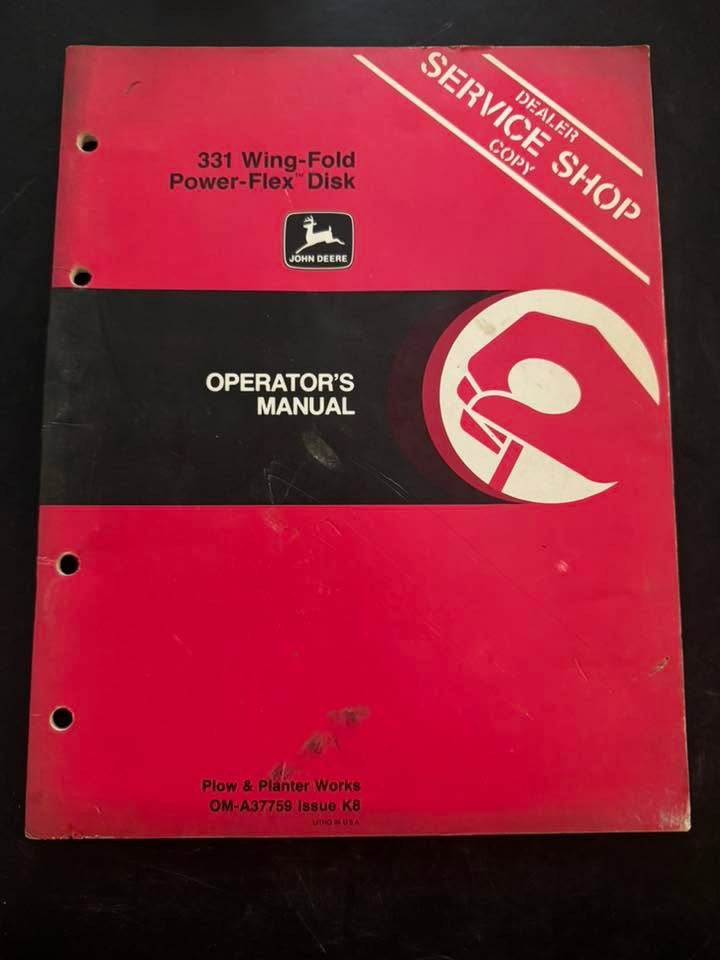 DEALER
SERVICE SHOP
COPY
331 Wing-Fold
Power-Flex™ Disk
JOHN DEERE
OPERATOR'S
MANUAL
Plow & Planter Works
OM-A37759 Issue K8
LITHO IN U.S.A.